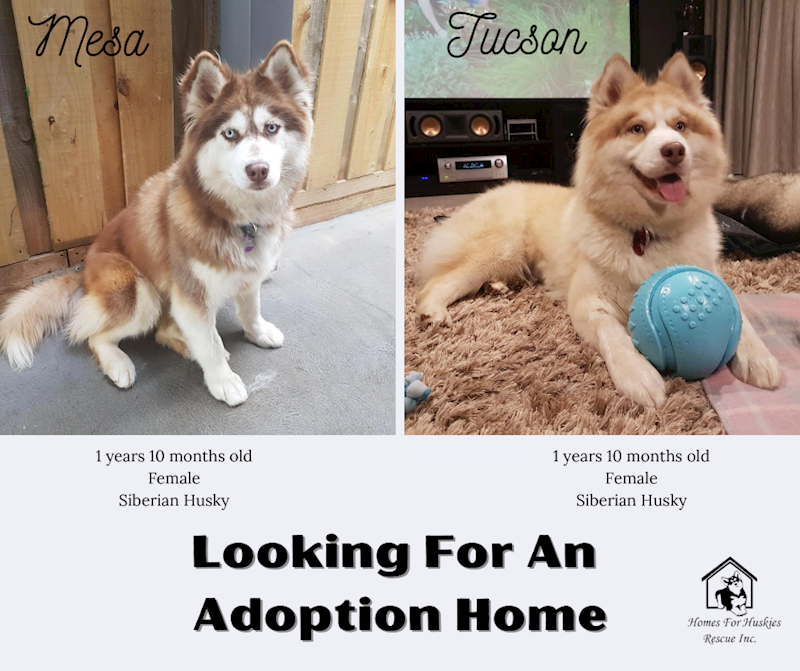 Mesa
Tucson
1 years 10 months old
Female
Siberian Husky
1 years 10 months old
Female
Siberian Husky
Looking For An
Adoption Home
Homes For Huskies
Rescue Inc.